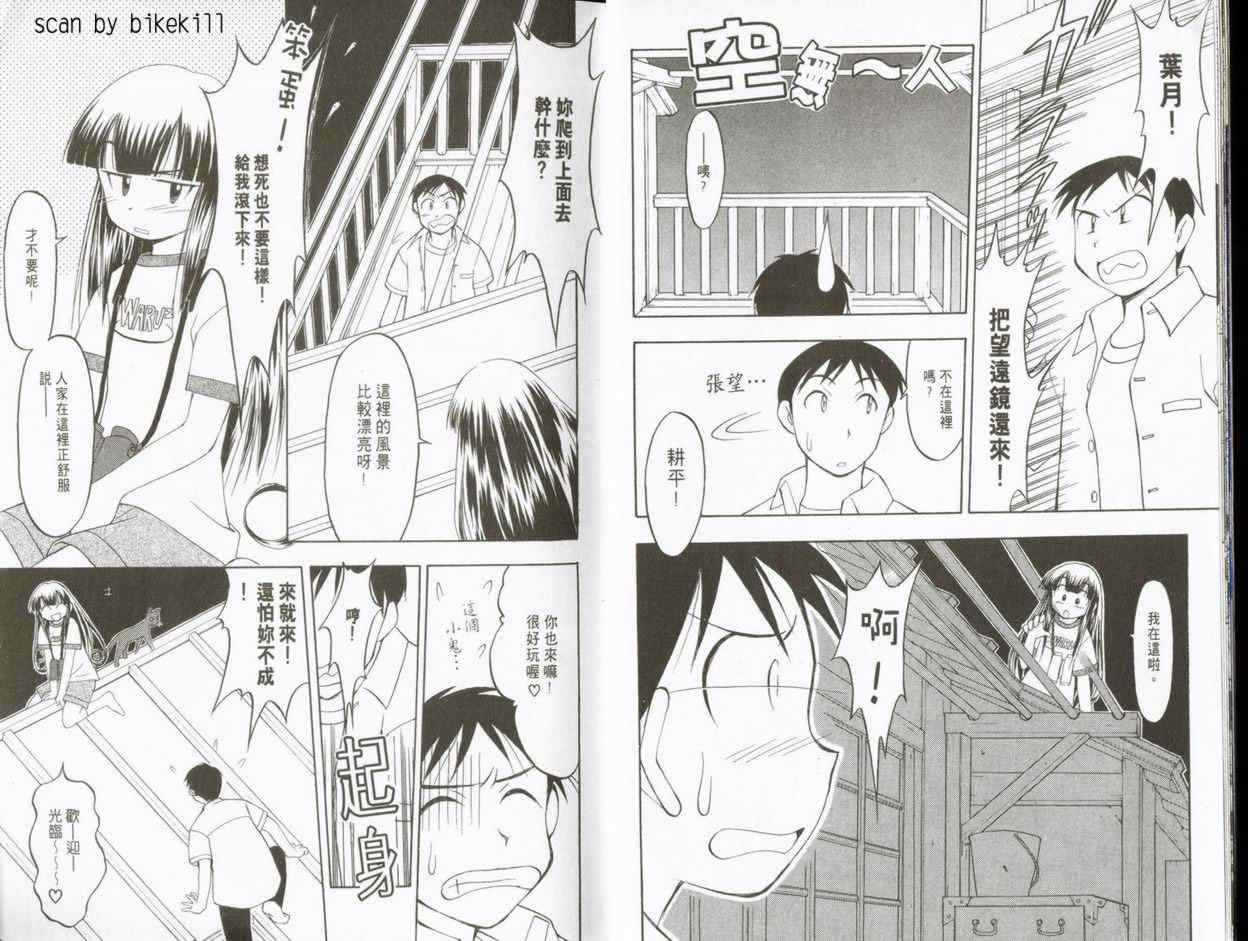 scan by bikekill
葉月！
把望遠鏡還來！
空無〜人
——咦？
不在這裡
嗎？
張望…
耕平！
我在這啦。
啊！
妳爬到上面去
幹什麼？
笨蛋！
想死也不要這樣！
給我滾下來！
這裡的風景
比較漂亮呀！
WARU
才不要呢！
人家在這裡正舒服
說——
你也來嘛！
很好玩喔♡
這個
小鬼…
哼！
起身
來就來！
還怕妳不成
！
歡—迎—
光臨～～～♡